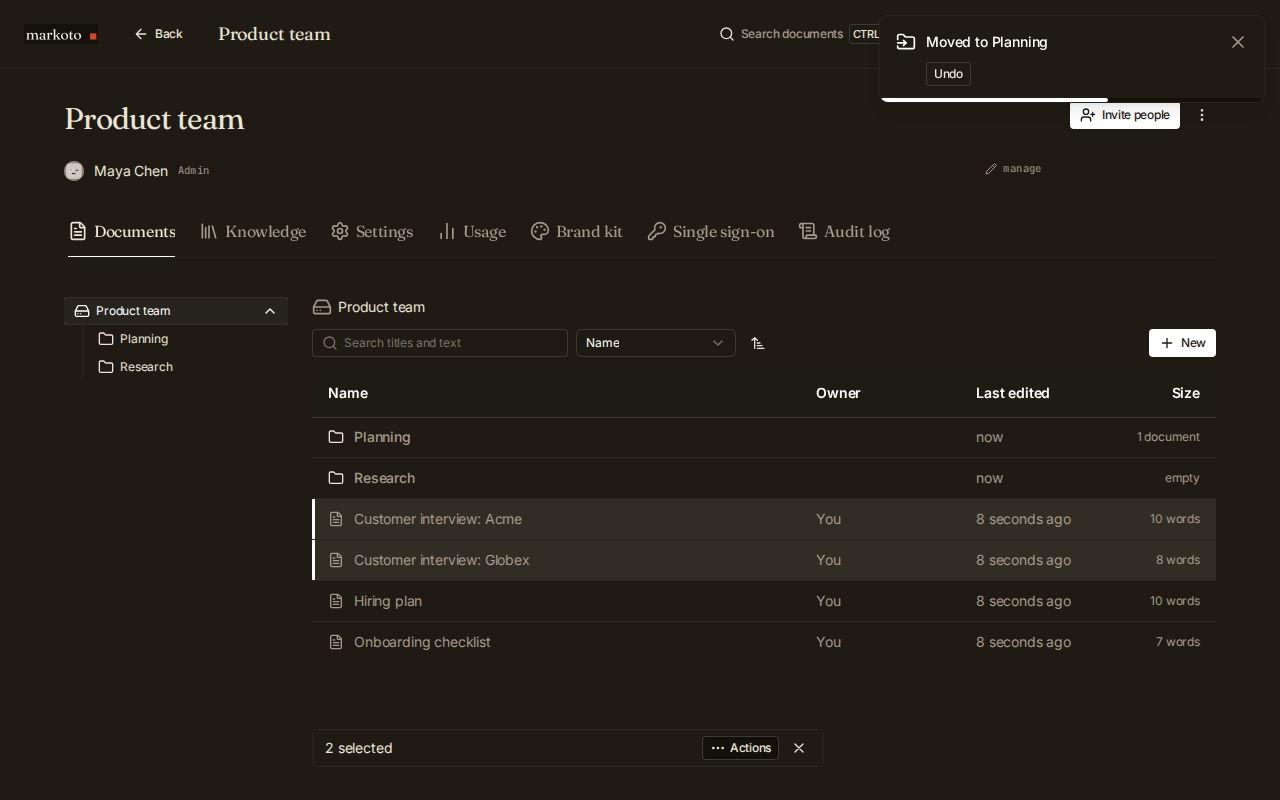 markoto
Back
Product team
Search documents CTRL
Moved to Planning
Undo
Product team
Invite people
Maya Chen Admin
manage
Documents Knowledge Settings Usage Brand kit Single sign-on Audit log
Product team
Planning
Research
Product team
Search titles and text
Name
New
Name Owner Last edited Size
Planning now 1 document
Research now empty
Customer interview: Acme You 8 seconds ago 10 words
Customer interview: Globex You 8 seconds ago 8 words
Hiring plan You 8 seconds ago 10 words
Onboarding checklist You 8 seconds ago 7 words
2 selected
Actions